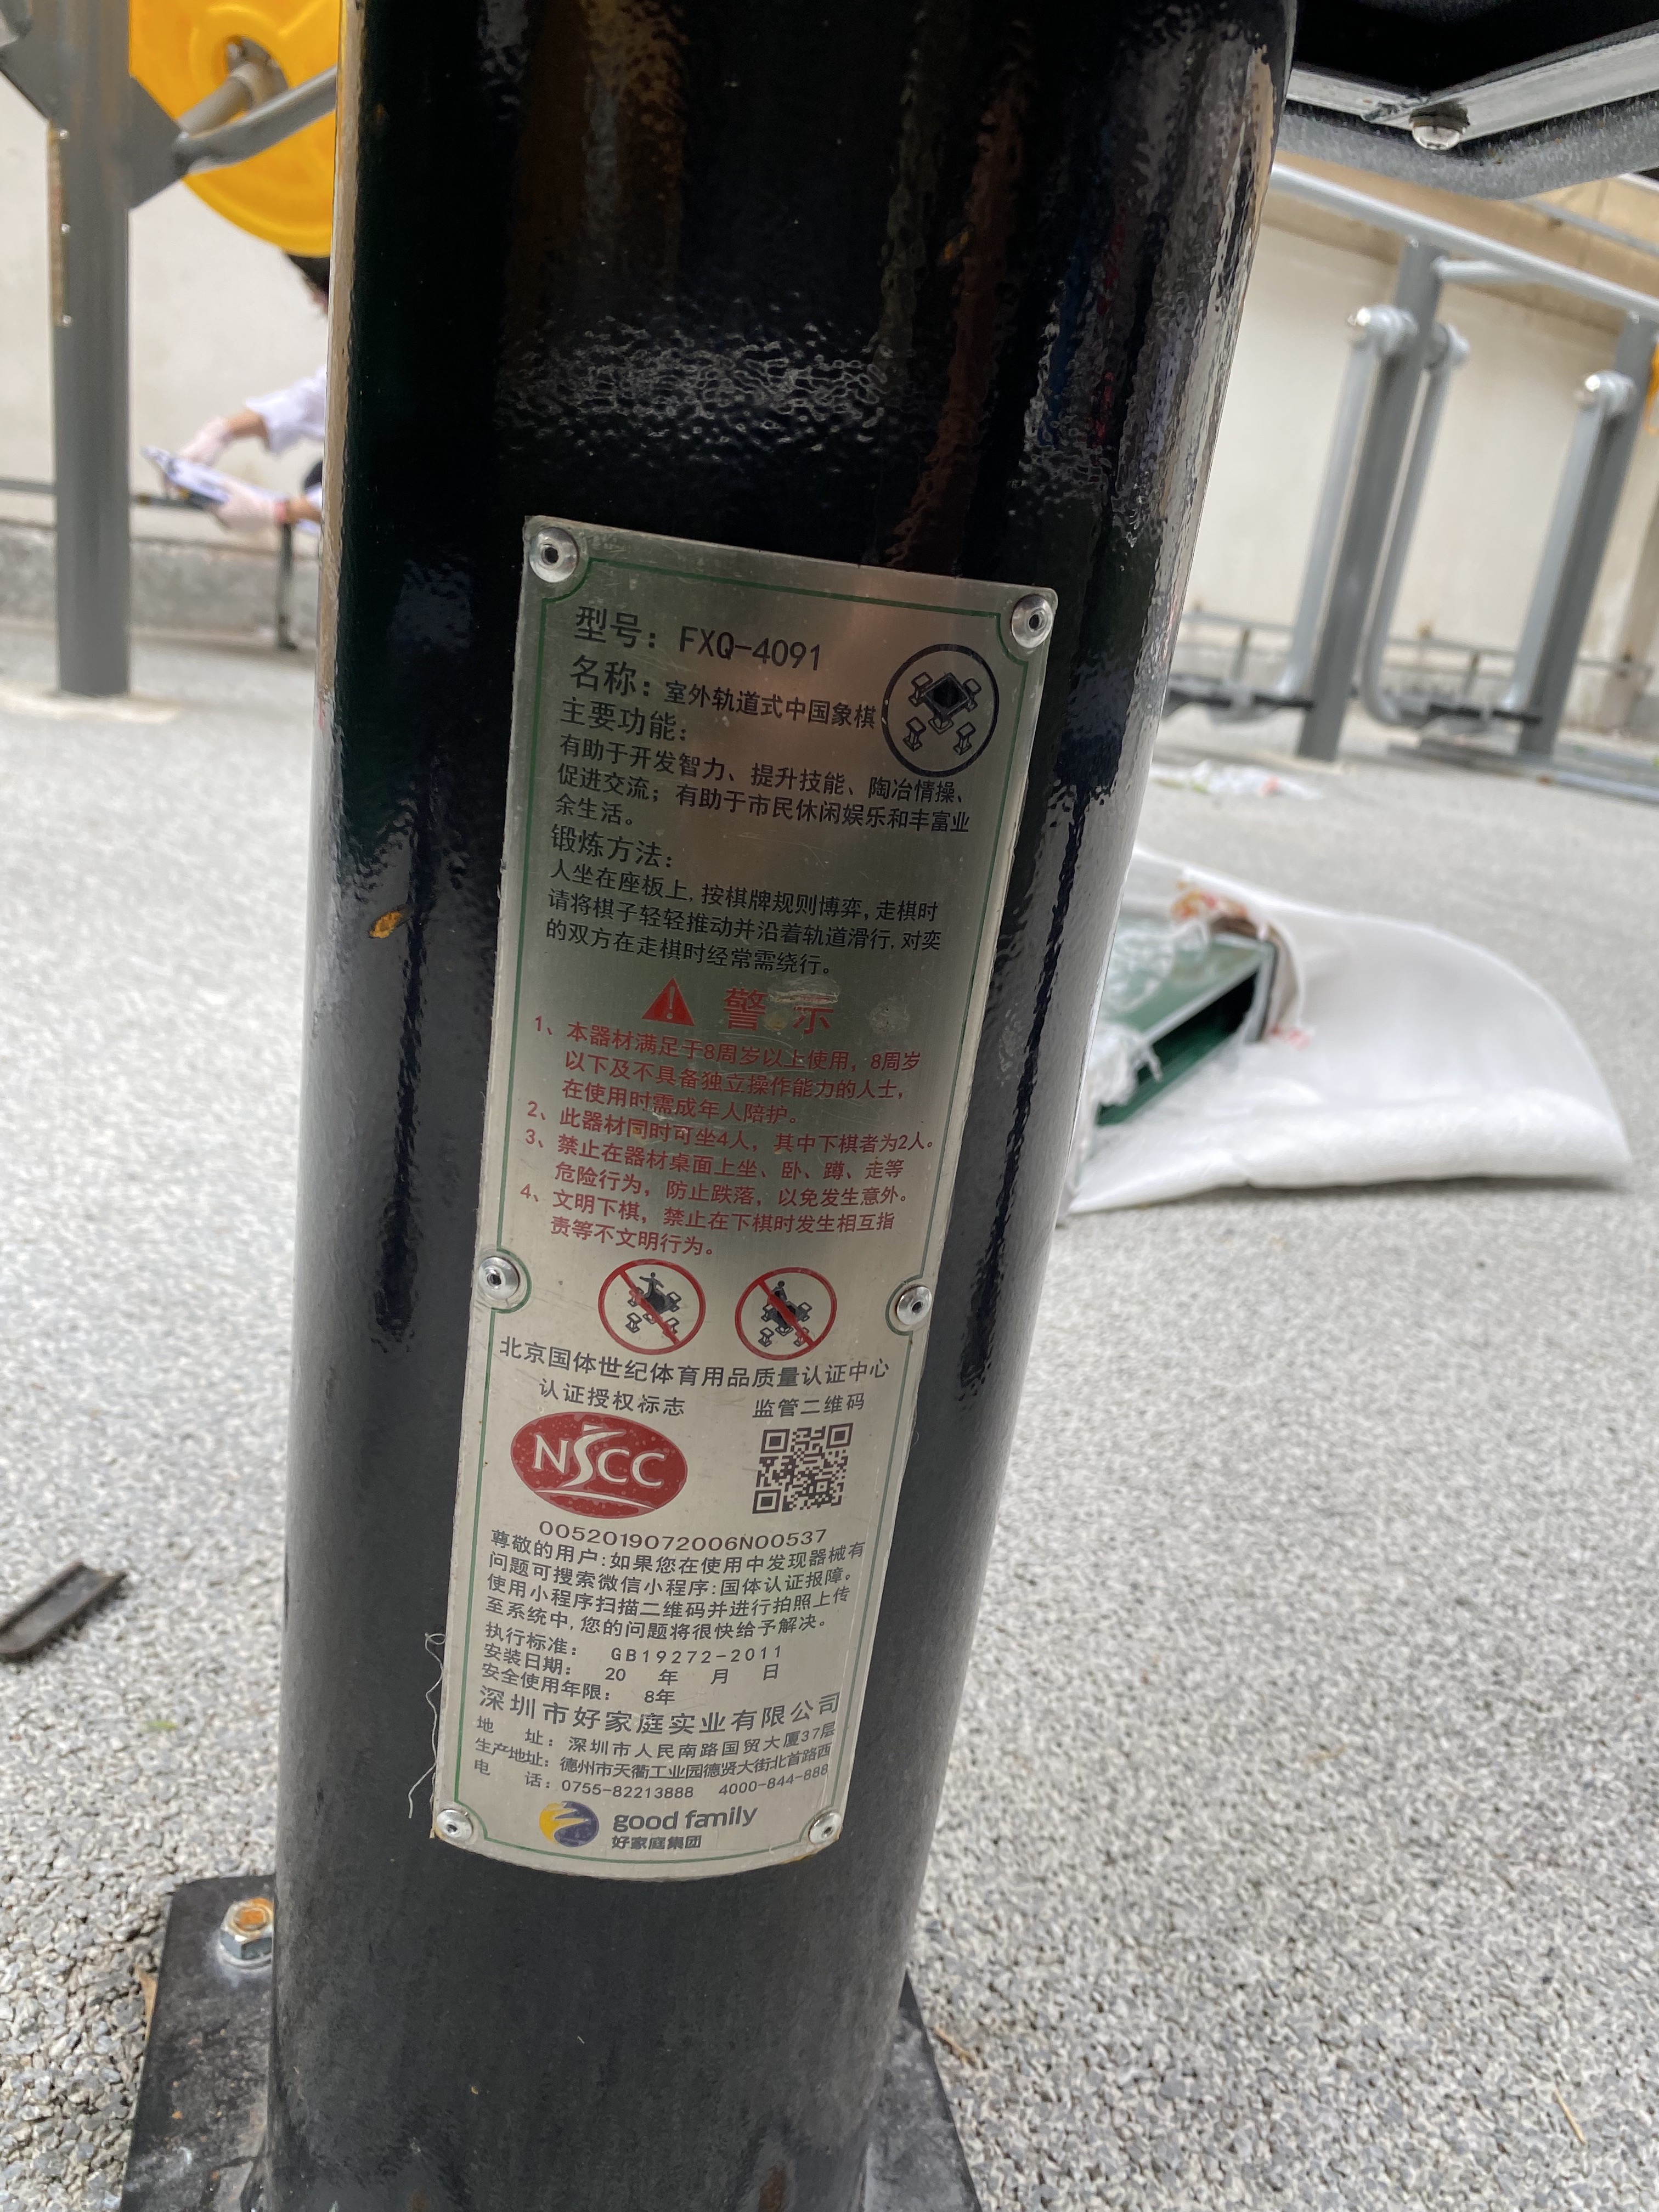 型号：FXQ-4091
名称：室外轨道式中国象棋
主要功能：
有助于开发智力、提升技能、陶冶情操、
促进交流；有助于市民休闲娱乐和丰富业
余生活。
锻炼方法：
人坐在座板上,按棋牌规则博弈,走棋时
请将棋子轻轻推动并沿着轨道滑行,对奕
的双方在走棋时经常需绕行。
警示
1、本器材满足于8周岁以上使用，8周岁
以下及不具备独立操作能力的人士，
在使用时需成年人陪护。
2、此器材同时可坐4人，其中下棋者为2人。
3、禁止在器材桌面上坐、卧、蹲、走等
危险行为，防止跌落，以免发生意外。
4、文明下棋，禁止在下棋时发生相互指
责等不文明行为。
北京国体世纪体育用品质量认证中心
认证授权标志 监管二维码
NSCC
0052019072006N00537
尊敬的用户:如果您在使用中发现器械有
问题可搜索微信小程序:国体认证报障。
使用小程序扫描二维码并进行拍照上传
至系统中,您的问题将很快给予解决。
执行标准： GB19272-2011
安装日期： 20 年 月 日
安全使用年限： 8年
深圳市好家庭实业有限公司
地 址：深圳市人民南路国贸大厦37层
生产地址：德州市天衢工业园德贤大街北首路西
电 话：0755-82213888 4000-844-888
good family
好家庭集团